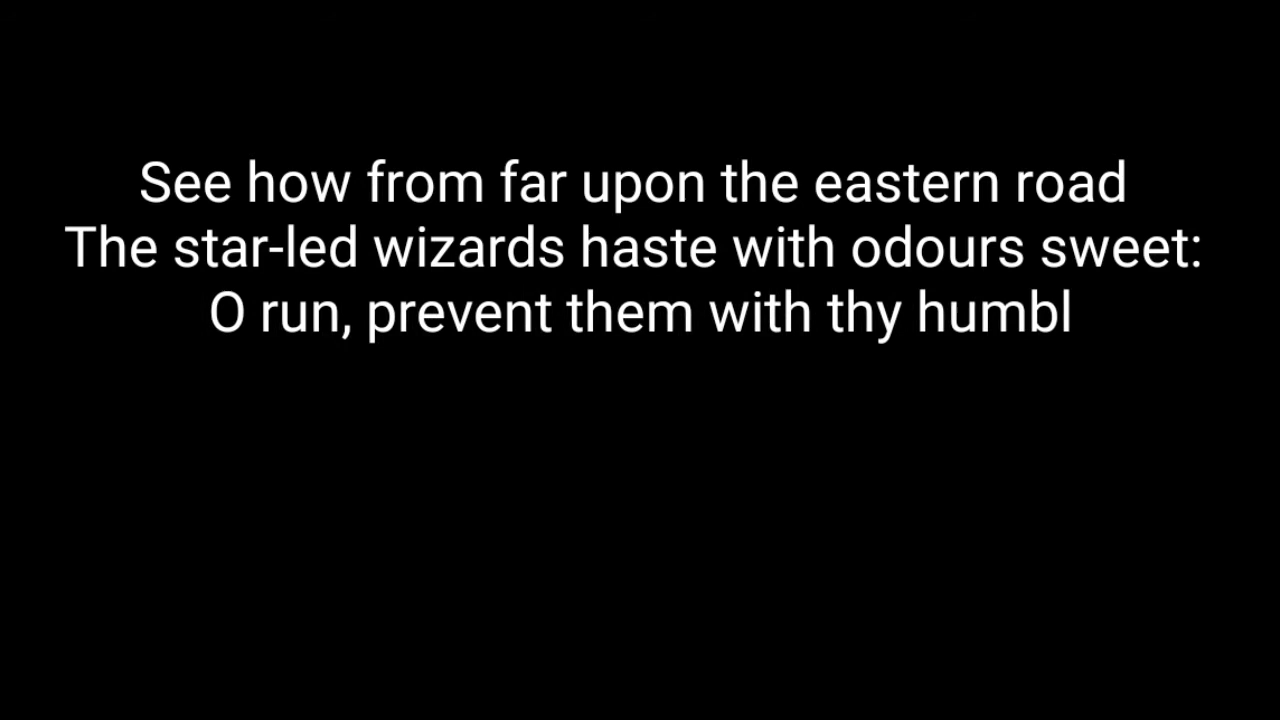 See how from far upon the eastern road
The star-led wizards haste with odours sweet:
O run, prevent them with thy humbl